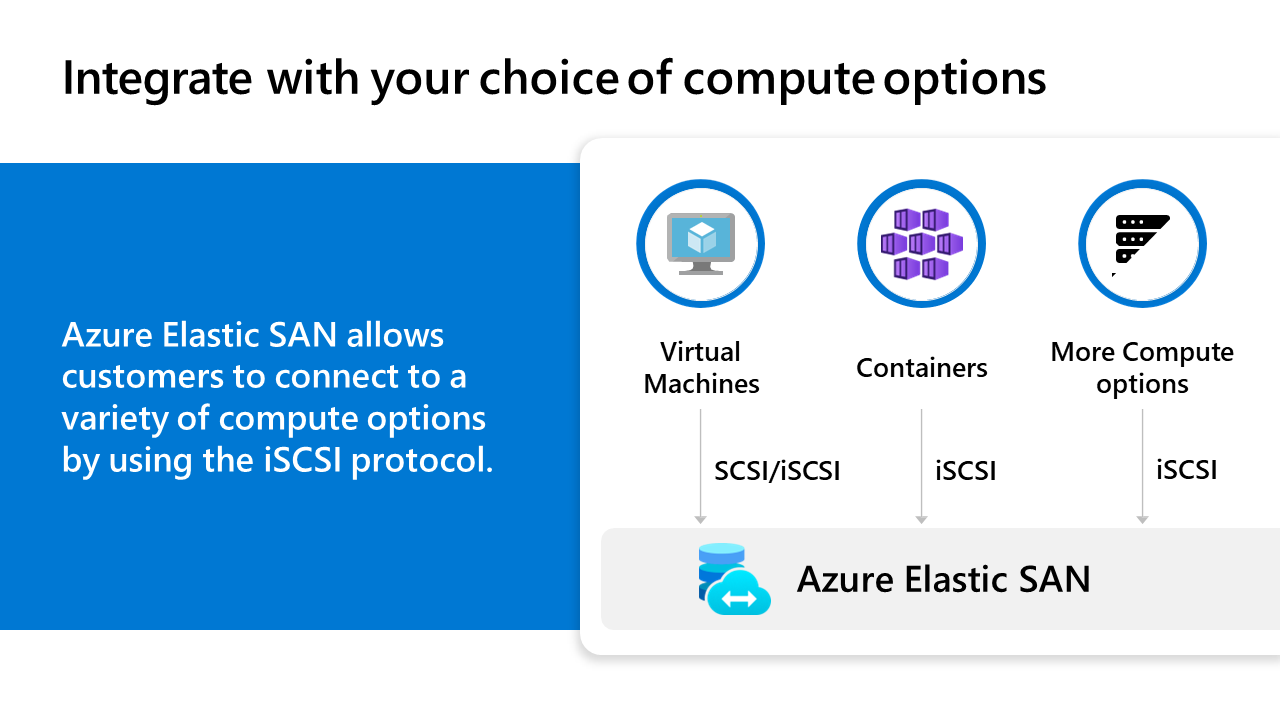 Integrate with your choice of compute options
Azure Elastic SAN allows
customers to connect to a
variety of compute options
by using the iSCSI protocol.
Virtual
Machines
Containers
More Compute
options
SCSI/iSCSI
iSCSI
iSCSI
Azure Elastic SAN